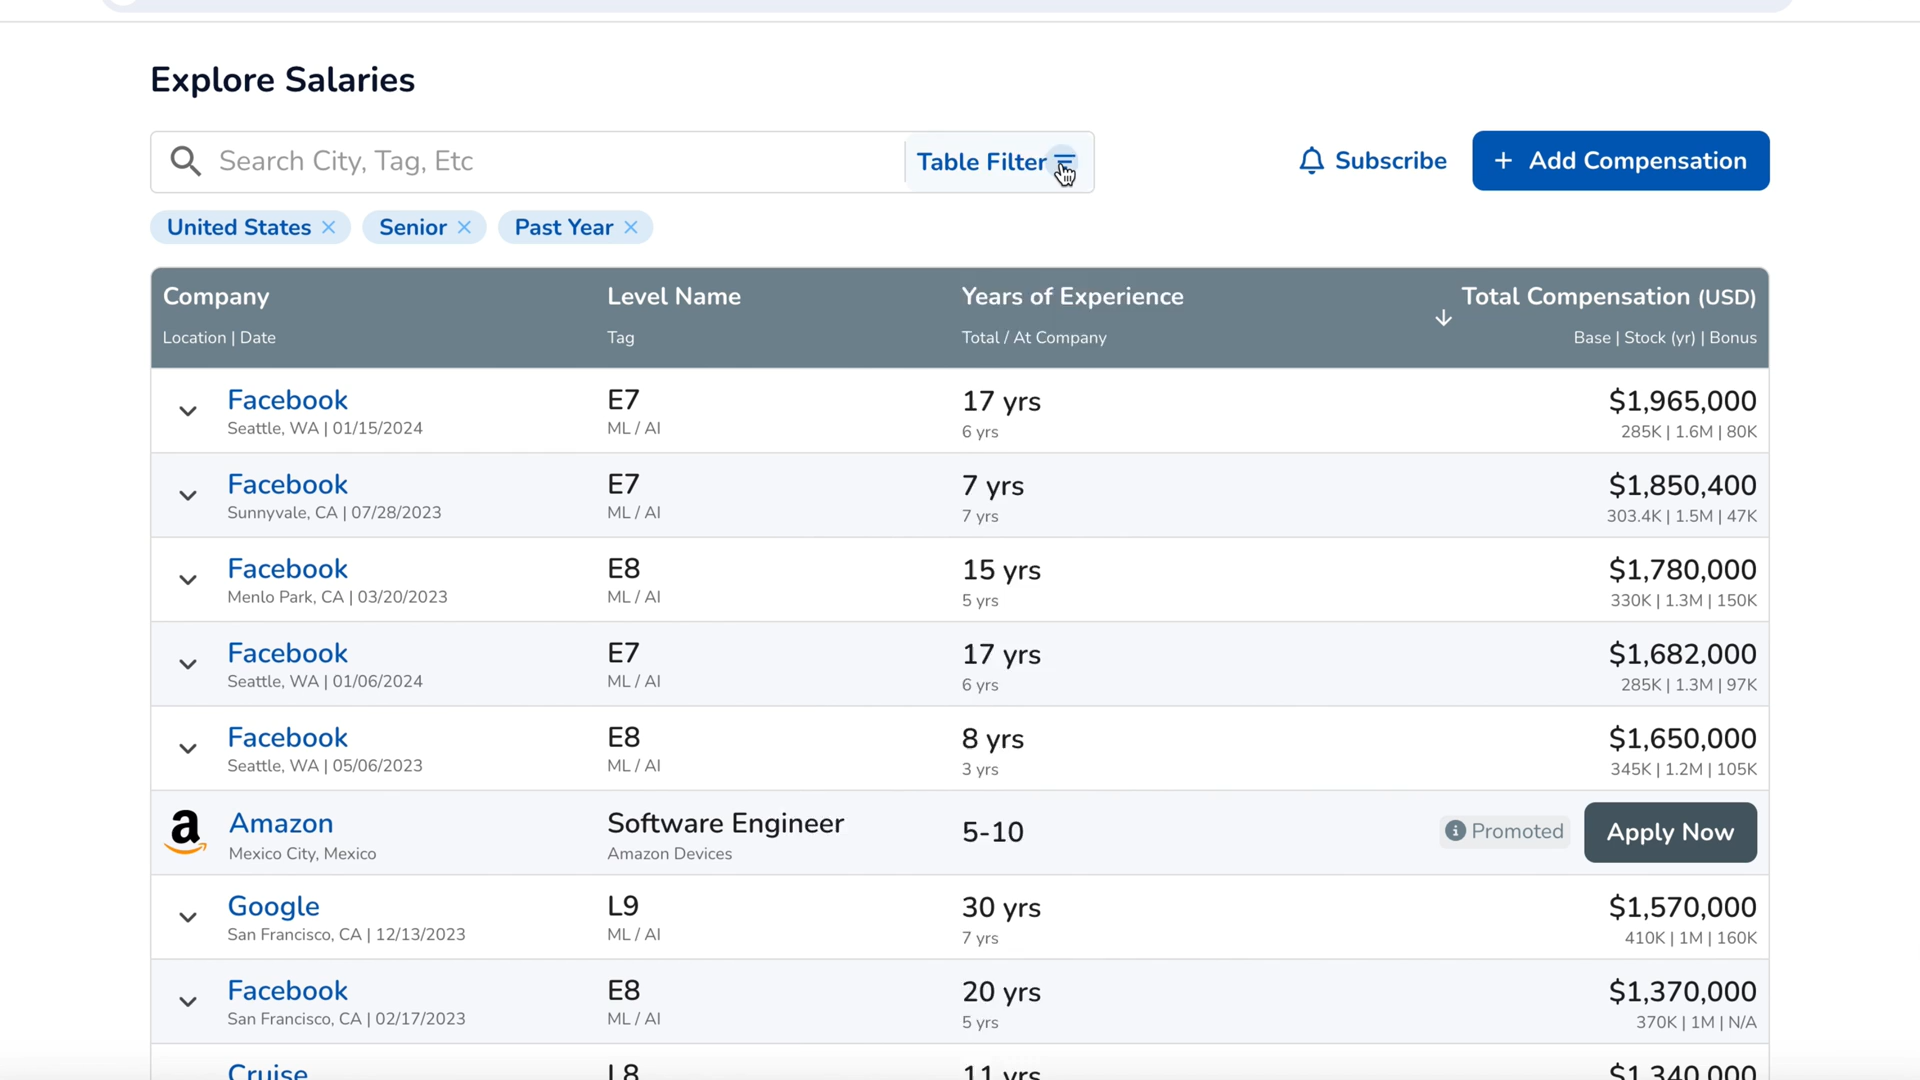 Explore Salaries
Search City, Tag, Etc
Table Filter
Subscribe
+ Add Compensation
United States ×
Senior ×
Past Year ×
Company
Level Name
Years of Experience
Total Compensation (USD)
Location | Date
Tag
Total / At Company
Base | Stock (yr) | Bonus
Facebook
E7
17 yrs
$1,965,000
Seattle, WA | 01/15/2024
ML / AI
6 yrs
285K | 1.6M | 80K
Facebook
E7
7 yrs
$1,850,400
Sunnyvale, CA | 07/28/2023
ML / AI
7 yrs
303.4K | 1.5M | 47K
Facebook
E8
15 yrs
$1,780,000
Menlo Park, CA | 03/20/2023
ML / AI
5 yrs
330K | 1.3M | 150K
Facebook
E7
17 yrs
$1,682,000
Seattle, WA | 01/06/2024
ML / AI
6 yrs
285K | 1.3M | 97K
Facebook
E8
8 yrs
$1,650,000
Seattle, WA | 05/06/2023
ML / AI
3 yrs
345K | 1.2M | 105K
a
Amazon
Software Engineer
5-10
Promoted
Apply Now
Mexico City, Mexico
Amazon Devices
Google
L9
30 yrs
$1,570,000
San Francisco, CA | 12/13/2023
ML / AI
7 yrs
410K | 1M | 160K
Facebook
E8
20 yrs
$1,370,000
San Francisco, CA | 02/17/2023
ML / AI
5 yrs
370K | 1M | N/A
Cruise
L8
11 yrs
$1,340,000